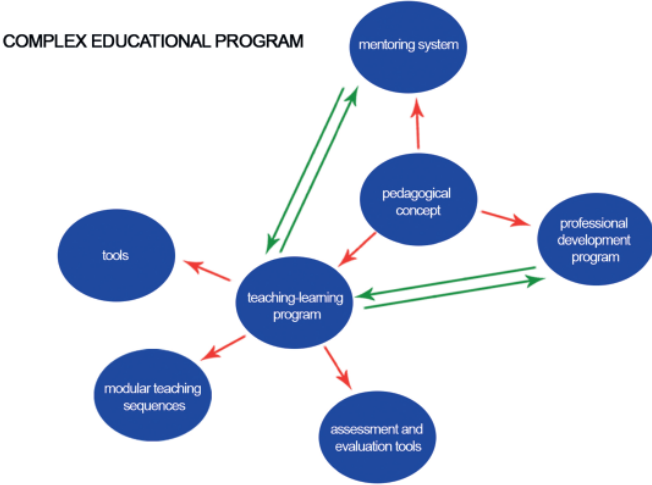 COMPLEX EDUCATIONAL PROGRAM
mentoring system
pedagogical
concept
professional
development
program
tools
teaching-learning
program
modular teaching
sequences
assessment and
evaluation tools